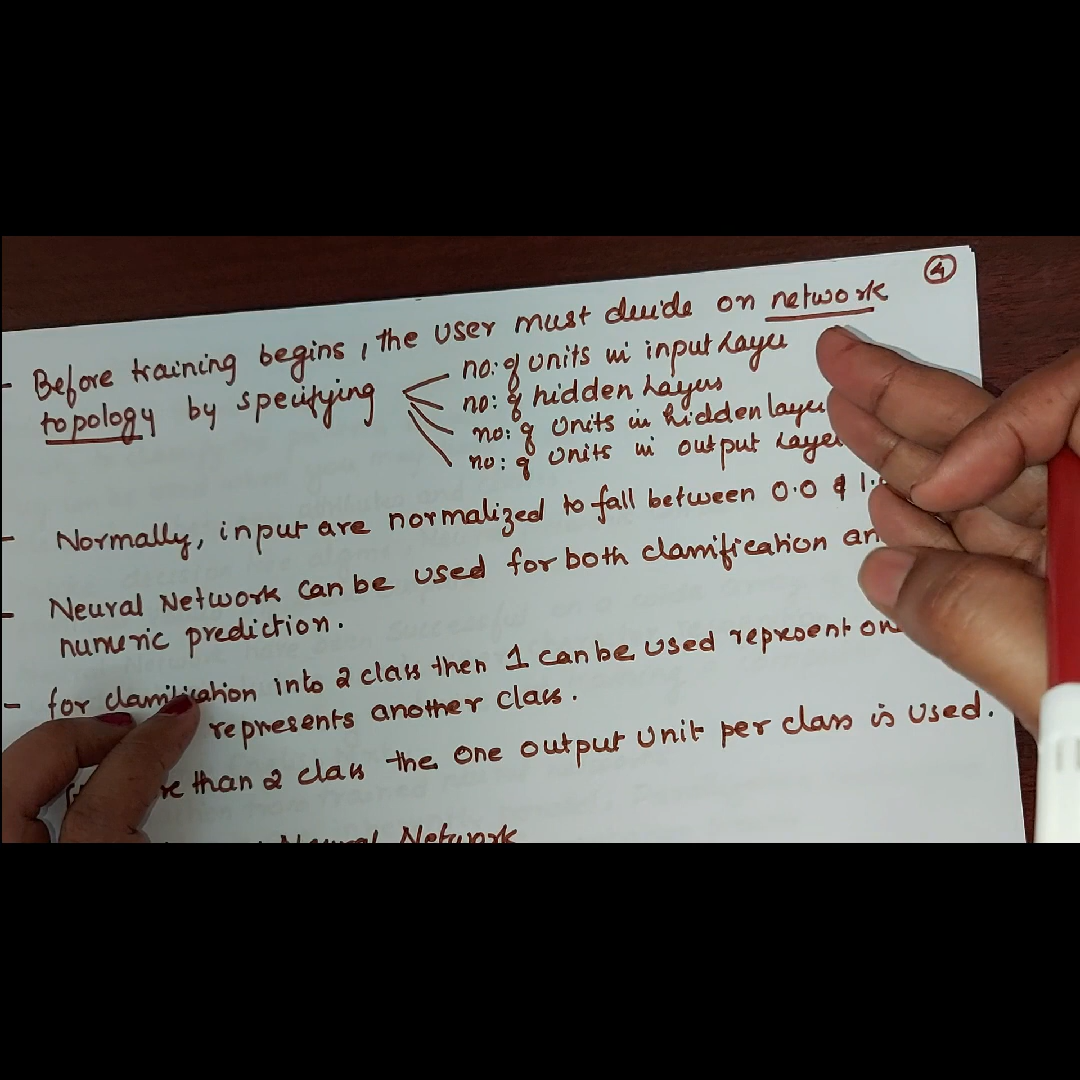 4
- Before training begins, the user must decide on network
topology by specifying
no: of units in input layer
no: of hidden layers
no: of units in hidden layer
no: of units in output layer
- Normally, input are normalized to fall between 0.0 & 1.
- Neural Network can be used for both classification an
numeric prediction.
- for classification into 2 class then 1 can be used represent on
represents another class.
than 2 class the one output unit per class is used.
Neural Network